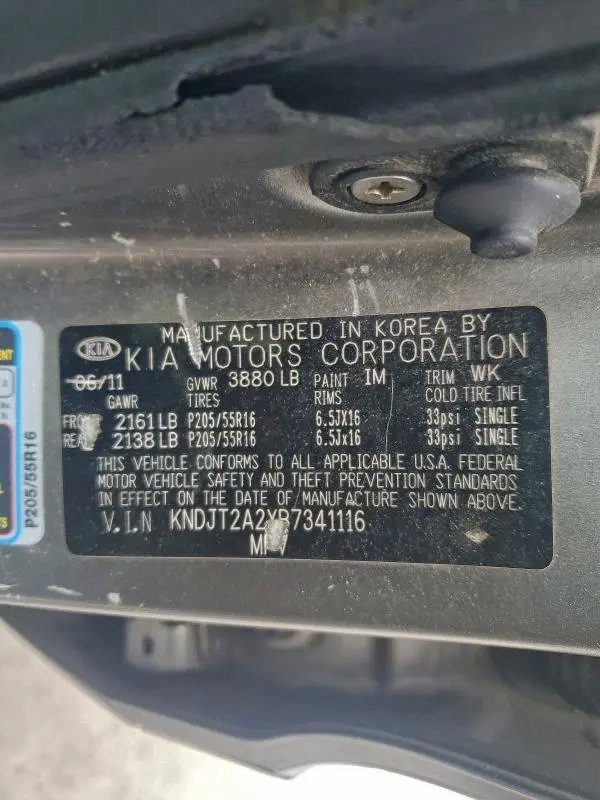 MANUFACTURED IN KOREA BY
KIA KIA MOTORS CORPORATION
06/11 GVWR 3880 LB PAINT IM TRIM WK
GAWR TIRES RIMS COLD TIRE INFL
FRONT 2161 LB P205/55R16 6.5JX16 33psi SINGLE
REAR 2138 LB P205/55R16 6.5Jx16 33psi SINGLE
THIS VEHICLE CONFORMS TO ALL APPLICABLE U.S.A. FEDERAL
MOTOR VEHICLE SAFETY AND THEFT PREVENTION STANDARDS
IN EFFECT ON THE DATE OF MANUFACTURE SHOWN ABOVE.
V.I.N KNDJT2A2XB7341116
MPV
P205/55R16